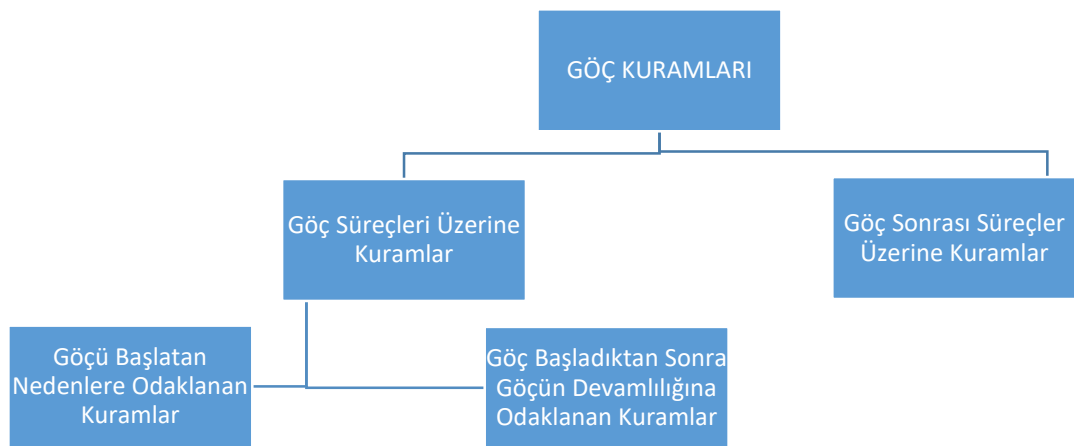 GÖÇ KURAMLARI
Göç Süreçleri Üzerine
Kuramlar
Göç Sonrası Süreçler
Üzerine Kuramlar
Göçü Başlatan
Nedenlere Odaklanan
Kuramlar
Göç Başladıktan Sonra
Göçün Devamlılığına
Odaklanan Kuramlar